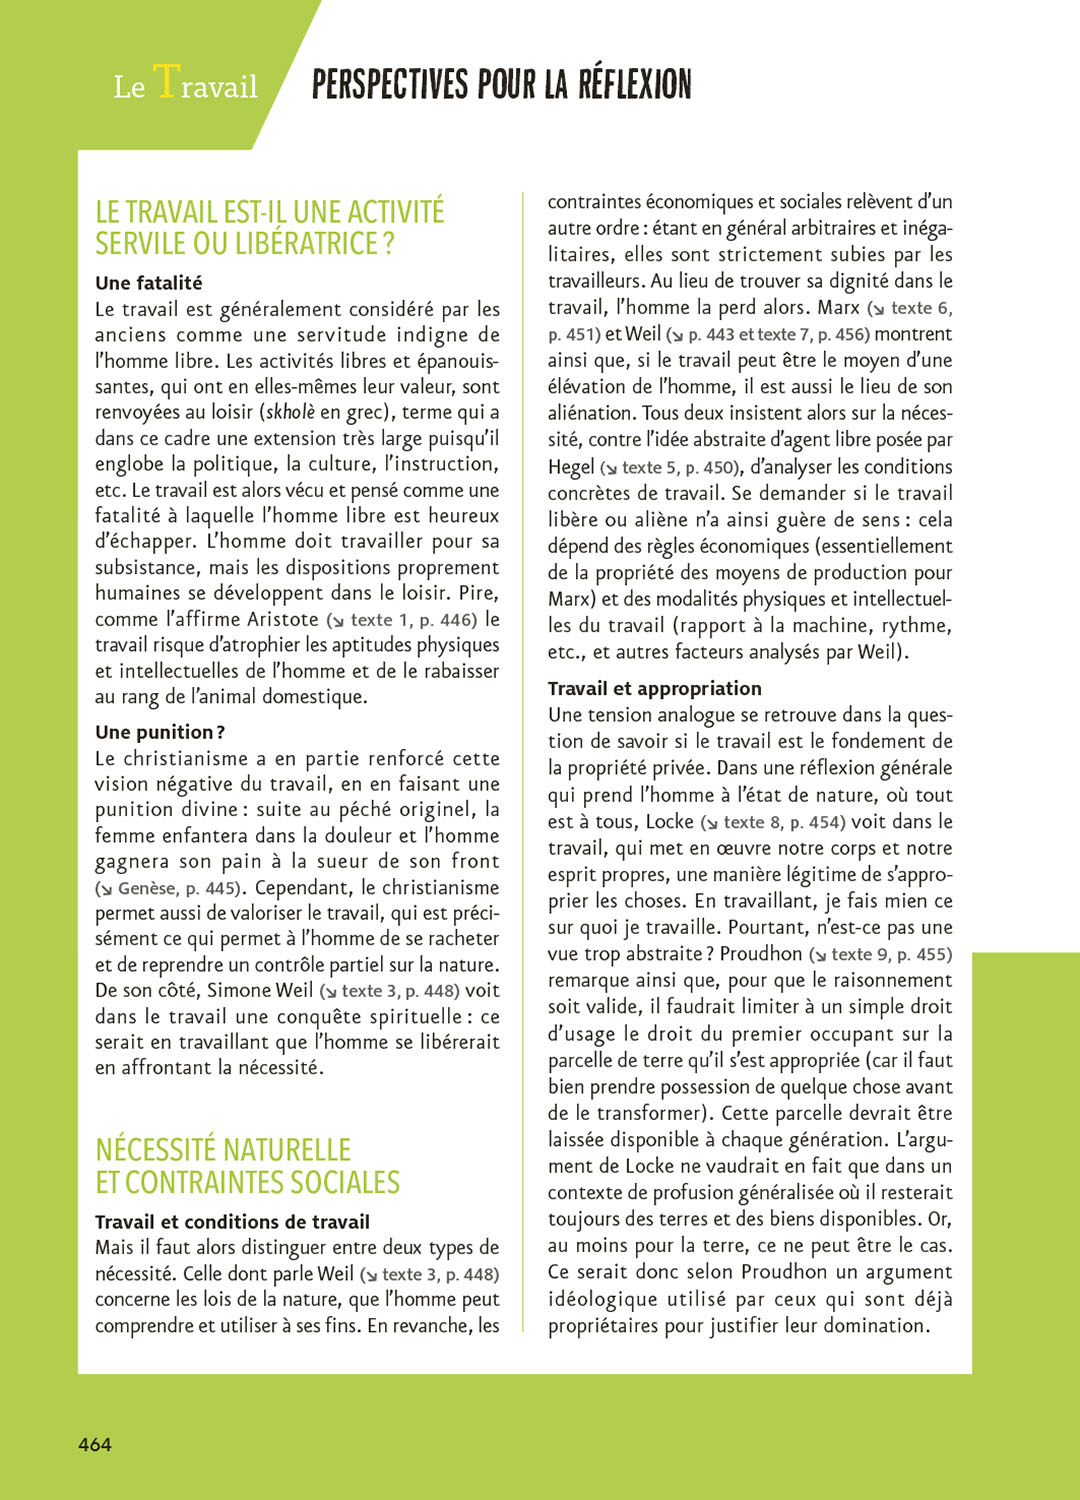 Le Travail
PERSPECTIVES POUR LA RÉFLEXION
LE TRAVAIL EST-IL UNE ACTIVITÉ
SERVILE OU LIBÉRATRICE ?
Une fatalité
Le travail est généralement considéré par les
anciens comme une servitude indigne de
l’homme libre. Les activités libres et épanouis-
santes, qui ont en elles-mêmes leur valeur, sont
renvoyées au loisir (skholè en grec), terme qui a
dans ce cadre une extension très large puisqu’il
englobe la politique, la culture, l’instruction,
etc. Le travail est alors vécu et pensé comme une
fatalité à laquelle l’homme libre est heureux
d’échapper. L’homme doit travailler pour sa
subsistance, mais les dispositions proprement
humaines se développent dans le loisir. Pire,
comme l’affirme Aristote (↘ texte 1, p. 446) le
travail risque d’atrophier les aptitudes physiques
et intellectuelles de l’homme et de le rabaisser
au rang de l’animal domestique.
Une punition ?
Le christianisme a en partie renforcé cette
vision négative du travail, en en faisant une
punition divine : suite au péché originel, la
femme enfantera dans la douleur et l’homme
gagnera son pain à la sueur de son front
(↘ Genèse, p. 445). Cependant, le christianisme
permet aussi de valoriser le travail, qui est préci-
sément ce qui permet à l’homme de se racheter
et de reprendre un contrôle partiel sur la nature.
De son côté, Simone Weil (↘ texte 3, p. 448) voit
dans le travail une conquête spirituelle : ce
serait en travaillant que l’homme se libérerait
en affrontant la nécessité.
NÉCESSITÉ NATURELLE
ET CONTRAINTES SOCIALES
Travail et conditions de travail
Mais il faut alors distinguer entre deux types de
nécessité. Celle dont parle Weil (↘ texte 3, p. 448)
concerne les lois de la nature, que l’homme peut
comprendre et utiliser à ses fins. En revanche, les
contraintes économiques et sociales relèvent d’un
autre ordre : étant en général arbitraires et inéga-
litaires, elles sont strictement subies par les
travailleurs. Au lieu de trouver sa dignité dans le
travail, l’homme la perd alors. Marx (↘ texte 6,
p. 451) et Weil (↘ p. 443 et texte 7, p. 456) montrent
ainsi que, si le travail peut être le moyen d’une
élévation de l’homme, il est aussi le lieu de son
aliénation. Tous deux insistent alors sur la néces-
sité, contre l’idée abstraite d’agent libre posée par
Hegel (↘ texte 5, p. 450), d’analyser les conditions
concrètes de travail. Se demander si le travail
libère ou aliène n’a ainsi guère de sens : cela
dépend des règles économiques (essentiellement
de la propriété des moyens de production pour
Marx) et des modalités physiques et intellectuel-
les du travail (rapport à la machine, rythme,
etc., et autres facteurs analysés par Weil).
Travail et appropriation
Une tension analogue se retrouve dans la ques-
tion de savoir si le travail est le fondement de
la propriété privée. Dans une réflexion générale
qui prend l’homme à l’état de nature, où tout
est à tous, Locke (↘ texte 8, p. 454) voit dans le
travail, qui met en œuvre notre corps et notre
esprit propres, une manière légitime de s’appro-
prier les choses. En travaillant, je fais mien ce
sur quoi je travaille. Pourtant, n’est-ce pas une
vue trop abstraite ? Proudhon (↘ texte 9, p. 455)
remarque ainsi que, pour que le raisonnement
soit valide, il faudrait limiter à un simple droit
d’usage le droit du premier occupant sur la
parcelle de terre qu’il s’est appropriée (car il faut
bien prendre possession de quelque chose avant
de le transformer). Cette parcelle devrait être
laissée disponible à chaque génération. L’argu-
ment de Locke ne vaudrait en fait que dans un
contexte de profusion généralisée où il resterait
toujours des terres et des biens disponibles. Or,
au moins pour la terre, ce ne peut être le cas.
Ce serait donc selon Proudhon un argument
idéologique utilisé par ceux qui sont déjà
propriétaires pour justifier leur domination.
464